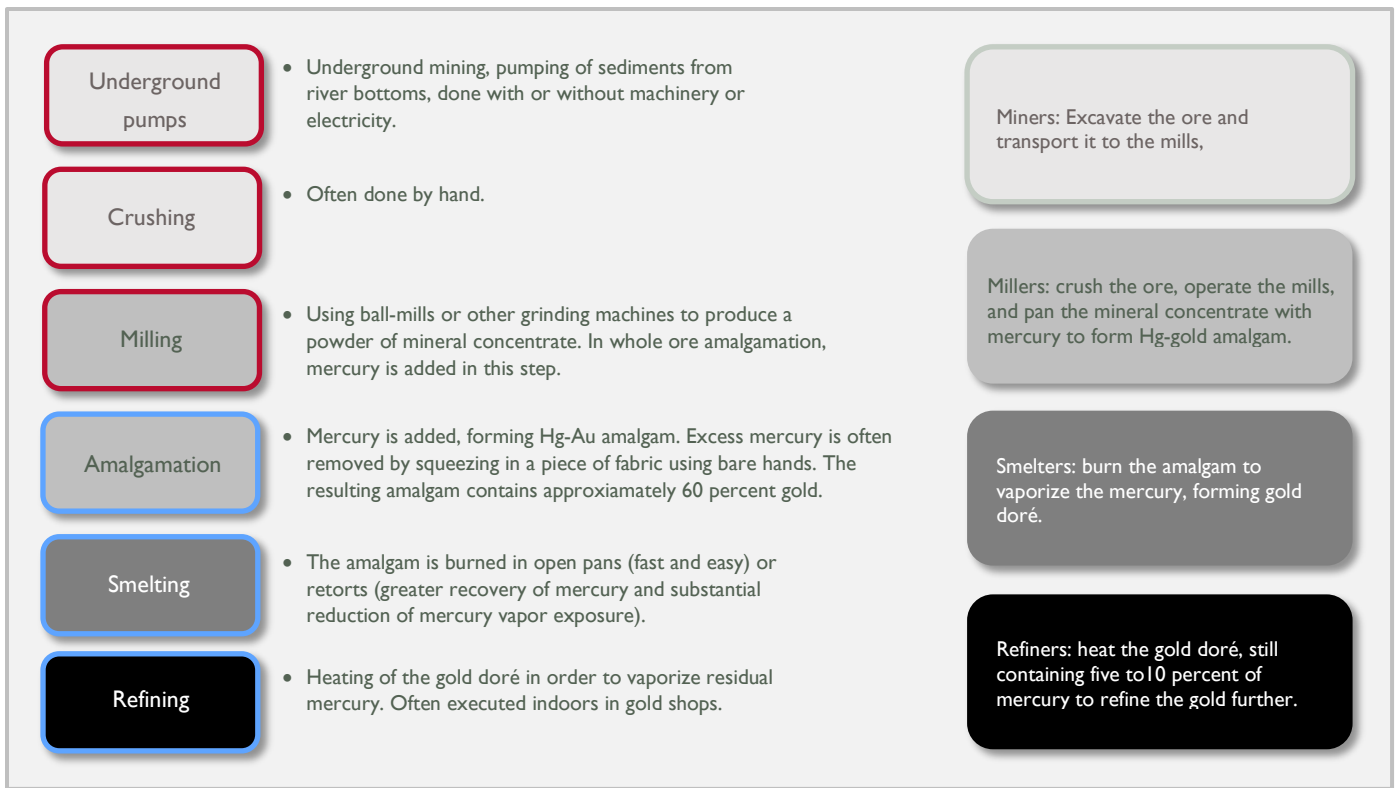 Underground
pumps
• Underground mining, pumping of sediments from
river bottoms, done with or without machinery or
electricity.
Crushing
• Often done by hand.
Milling
• Using ball-mills or other grinding machines to produce a
powder of mineral concentrate. In whole ore amalgamation,
mercury is added in this step.
Amalgamation
• Mercury is added, forming Hg-Au amalgam. Excess mercury is often
removed by squeezing in a piece of fabric using bare hands. The
resulting amalgam contains approxiamately 60 percent gold.
Smelting
• The amalgam is burned in open pans (fast and easy) or
retorts (greater recovery of mercury and substantial
reduction of mercury vapor exposure).
Refining
• Heating of the gold doré in order to vaporize residual
mercury. Often executed indoors in gold shops.
Miners: Excavate the ore and
transport it to the mills,
Millers: crush the ore, operate the mills,
and pan the mineral concentrate with
mercury to form Hg-gold amalgam.
Smelters: burn the amalgam to
vaporize the mercury, forming gold
doré.
Refiners: heat the gold doré, still
containing five to10 percent of
mercury to refine the gold further.